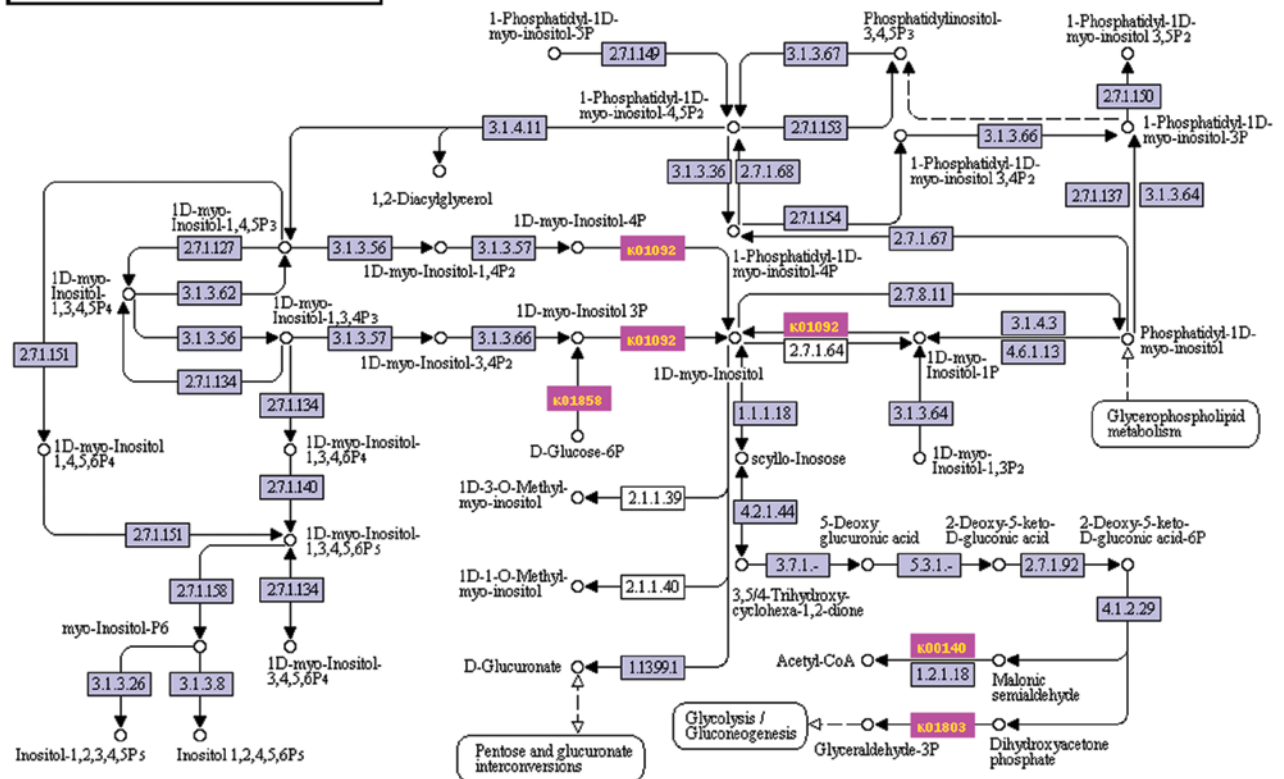 1-Phosphatidyl-1D-
myo-inositol-5P
2.7.1.149
3.1.3.67
Phosphatidylinositol-
3,4,5P3
1-Phosphatidyl-1D-
myo-inositol 3,5P2
2.7.1.150
1-Phosphatidyl-1D-
myo-inositol-4,5P2
3.1.4.11
2.7.1.153
3.1.3.66
1-Phosphatidyl-1D-
myo-inositol-3P
1,2-Diacylglycerol
3.1.3.36
2.7.1.68
1-Phosphatidyl-1D-
myo-inositol 3,4P2
2.7.1.137
3.1.3.64
2.7.1.154
2.7.1.67
1-Phosphatidyl-1D-
myo-inositol-4P
1D-myo-
Inositol-1,4,5P3
1D-myo-Inositol-4P
2.7.1.127
3.1.3.56
3.1.3.57
K01092
1D-myo-Inositol-1,4P2
1D-myo-
Inositol-
1,3,4,5P4
3.1.3.62
2.7.8.11
1D-myo-
Inositol-1,3,4P3
1D-myo-Inositol 3P
3.1.3.56
3.1.3.57
3.1.3.66
K01092
K01092
2.7.1.64
3.1.4.3
4.6.1.13
Phosphatidyl-1D-
myo-inositol
2.7.1.151
2.7.1.134
1D-myo-Inositol-3,4P2
1D-myo-Inositol
1D-myo-
Inositol-1P
K01858
2.7.1.134
1.1.1.18
3.1.3.64
Glycerophospholipid
metabolism
1D-myo-Inositol
1,4,5,6P4
1D-myo-Inositol-
1,3,4,6P4
D-Glucose-6P
scyllo-Inosose
1D-myo-
Inositol-1,3P2
2.7.1.140
1D-3-O-Methyl-
myo-inositol
2.1.1.39
4.2.1.44
2.7.1.151
1D-myo-Inositol-
1,3,4,5,6P5
5-Deoxy
glucuronic acid
2-Deoxy-5-keto-
D-gluconic acid
2-Deoxy-5-keto-
D-gluconic acid-6P
3.7.1.-
5.3.1.-
2.7.1.92
1D-1-O-Methyl-
myo-inositol
2.1.1.40
3,5/4-Trihydroxy-
cyclohexa-1,2-dione
2.7.1.158
2.7.1.134
4.1.2.29
myo-Inositol-P6
1D-myo-Inositol-
3,4,5,6P4
D-Glucuronate
1.13.99.1
Acetyl-CoA
K00140
1.2.1.18
Malonic
semialdehyde
3.1.3.26
3.1.3.8
Glycolysis /
Gluconeogenesis
K01803
Glyceraldehyde-3P
Dihydroxyacetone
phosphate
Inositol-1,2,3,4,5P5
Inositol 1,2,4,5,6P5
Pentose and glucuronate
interconversions